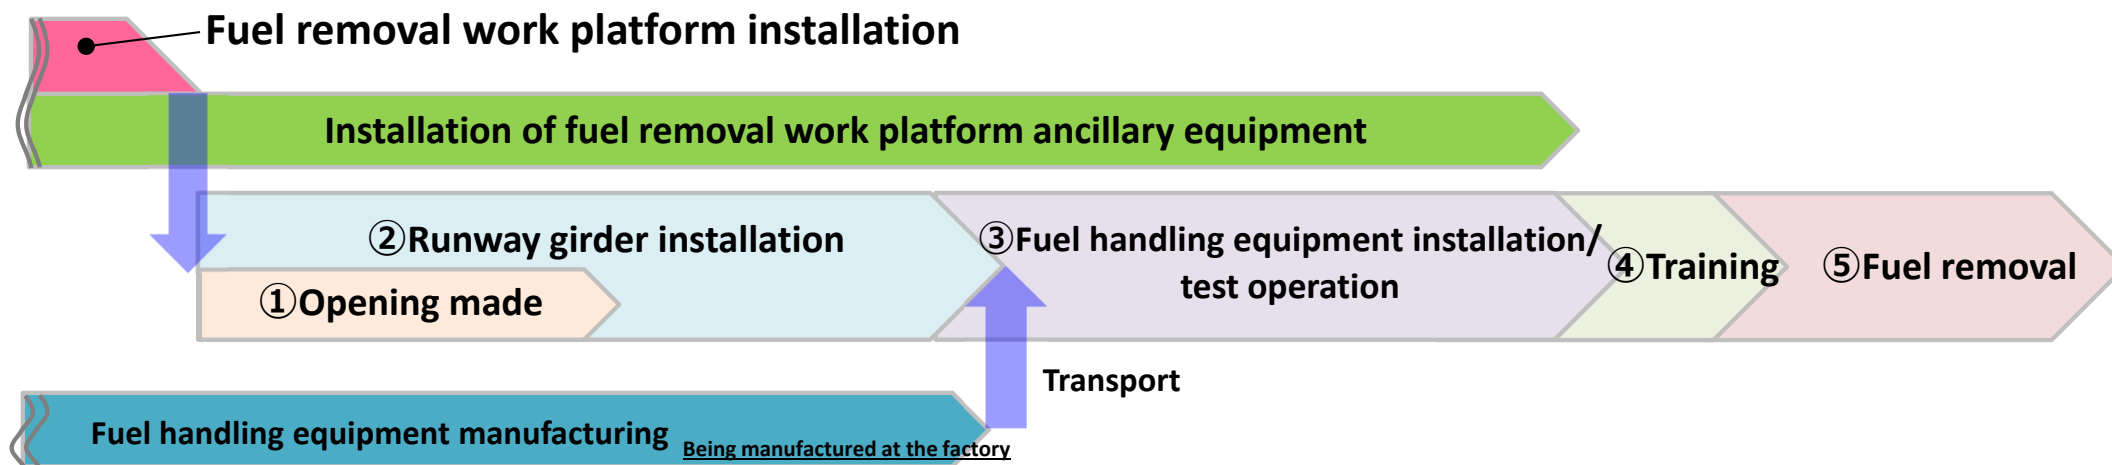 Fuel removal work platform installation
Installation of fuel removal work platform ancillary equipment
②Runway girder installation
①Opening made
③Fuel handling equipment installation/
test operation
④Training
⑤Fuel removal
Transport
Fuel handling equipment manufacturing
Being manufactured at the factory